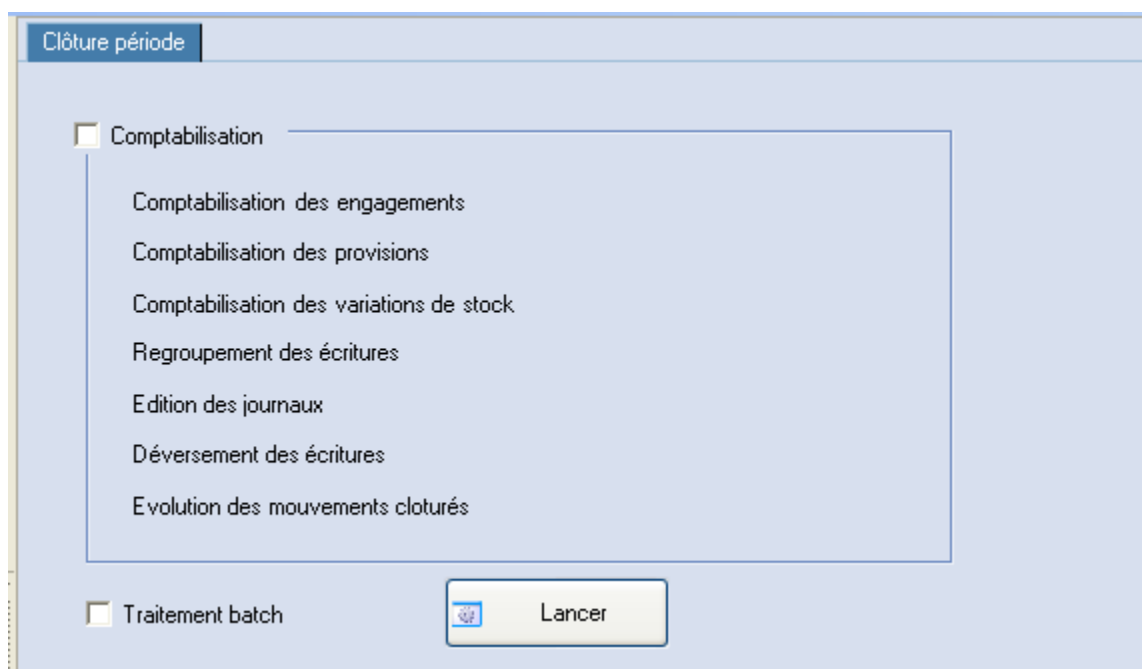 Clôture période
Comptabilisation
Comptabilisation des engagements
Comptabilisation des provisions
Comptabilisation des variations de stock
Regroupement des écritures
Edition des journaux
Déversement des écritures
Evolution des mouvements cloturés
Traitement batch
Lancer